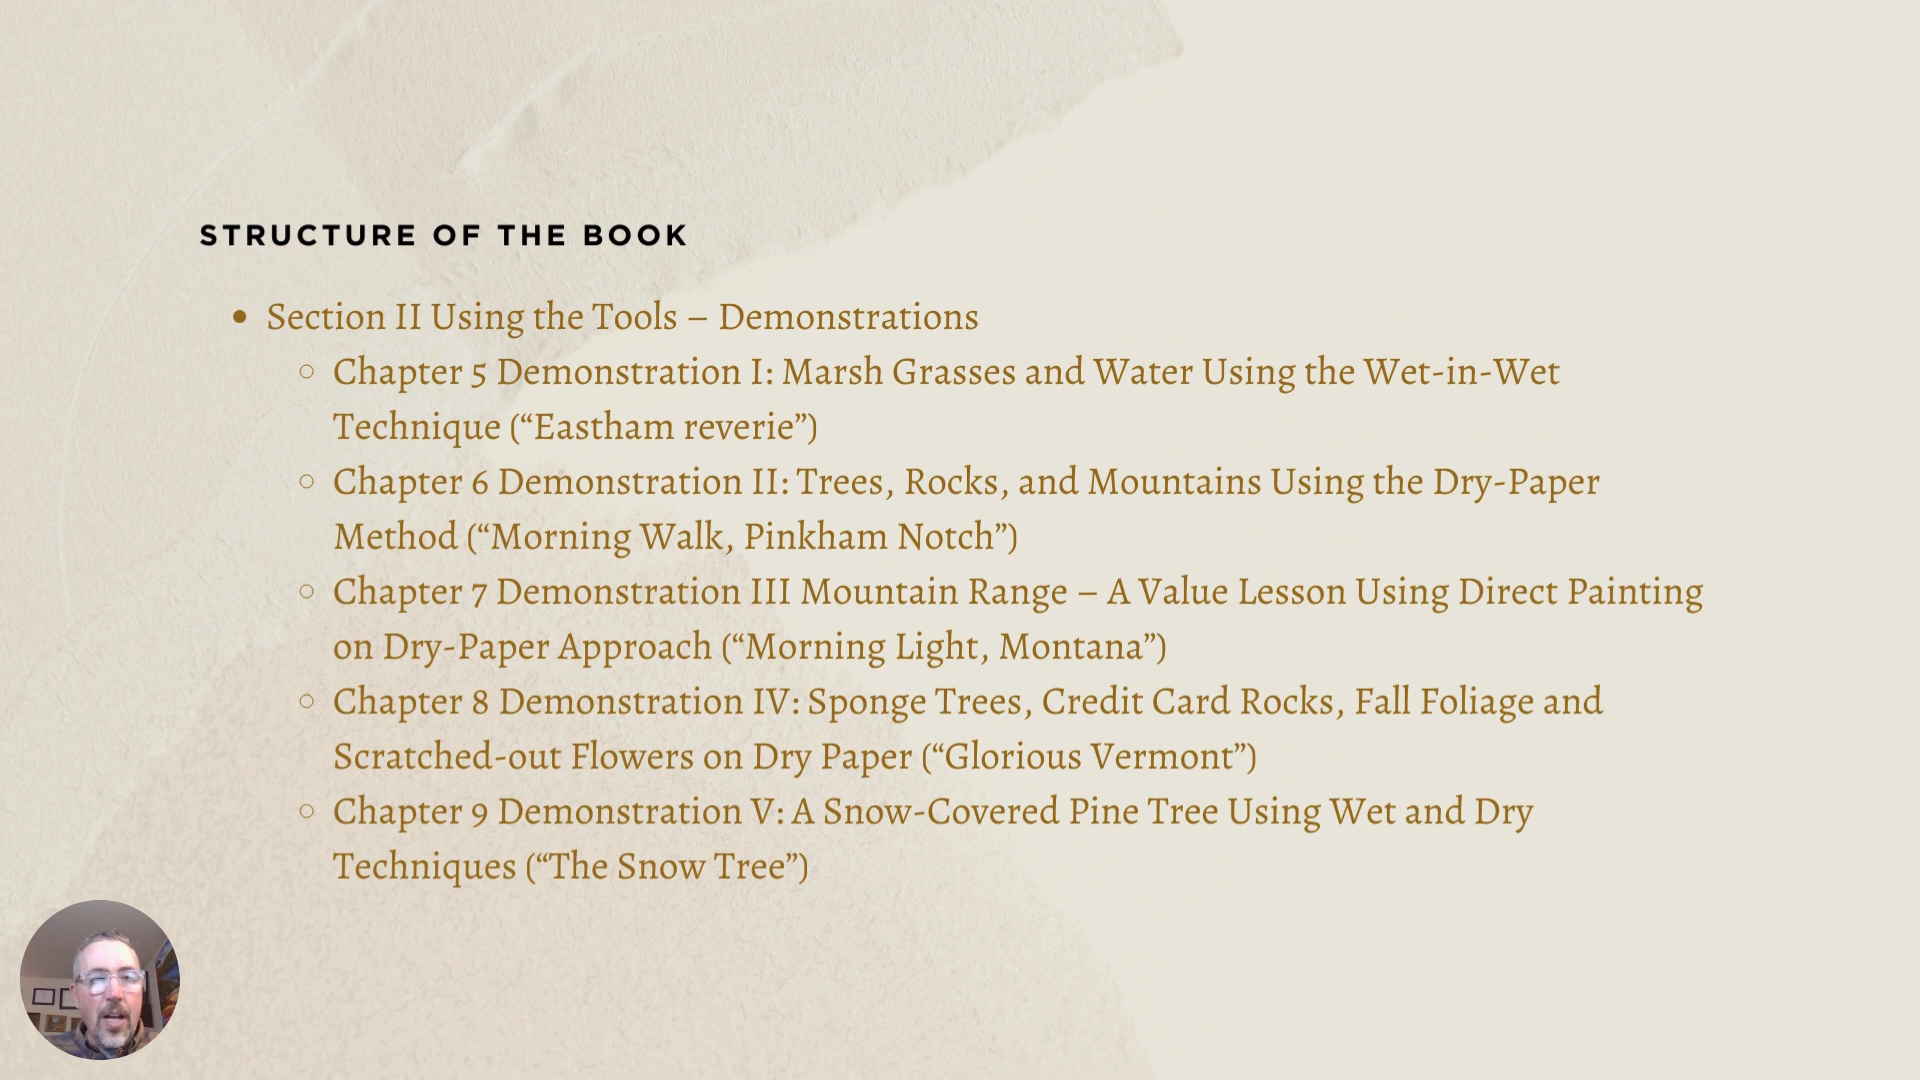 STRUCTURE OF THE BOOK
• Section II Using the Tools – Demonstrations
○ Chapter 5 Demonstration I: Marsh Grasses and Water Using the Wet-in-Wet
Technique (“Eastham reverie”)
○ Chapter 6 Demonstration II: Trees, Rocks, and Mountains Using the Dry-Paper
Method (“Morning Walk, Pinkham Notch”)
○ Chapter 7 Demonstration III Mountain Range – A Value Lesson Using Direct Painting
on Dry-Paper Approach (“Morning Light, Montana”)
○ Chapter 8 Demonstration IV: Sponge Trees, Credit Card Rocks, Fall Foliage and
Scratched-out Flowers on Dry Paper (“Glorious Vermont”)
○ Chapter 9 Demonstration V: A Snow-Covered Pine Tree Using Wet and Dry
Techniques (“The Snow Tree”)